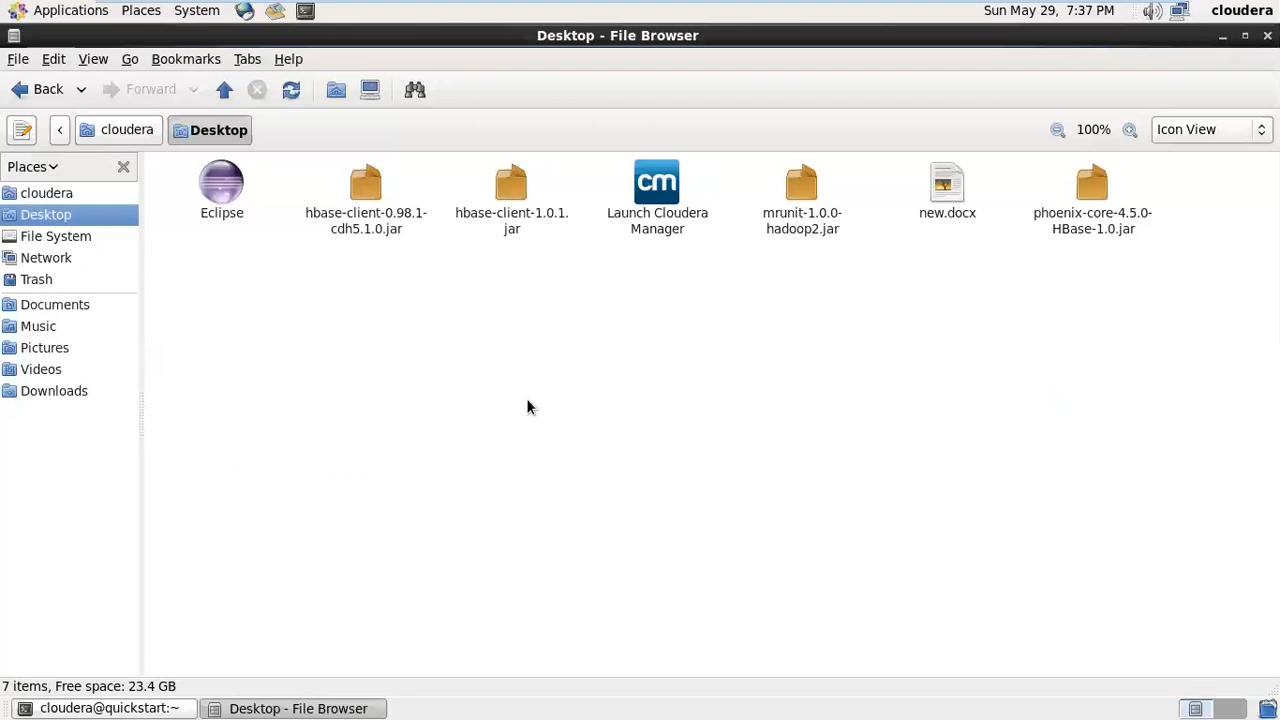 Applications Places System Sun May 29, 7:37 PM cloudera
Desktop - File Browser
File Edit View Go Bookmarks Tabs Help
Back Forward
cloudera Desktop 100% Icon View
Places
cloudera
Desktop
File System
Network
Trash
Documents
Music
Pictures
Videos
Downloads
Eclipse
hbase-client-0.98.1-
cdh5.1.0.jar
hbase-client-1.0.1.
jar
cm
Launch Cloudera
Manager
mrunit-1.0.0-
hadoop2.jar
new.docx
phoenix-core-4.5.0-
HBase-1.0.jar
7 items, Free space: 23.4 GB
cloudera@quickstart:~ Desktop - File Browser